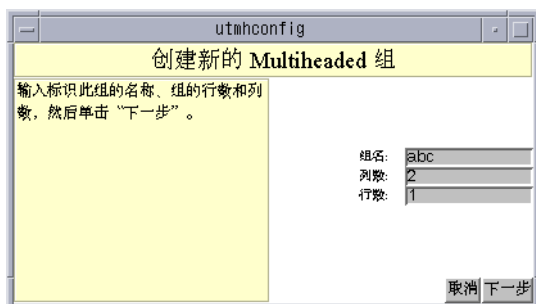 utmhconfig
创建新的 Multiheaded 组
输入标识此组的名称、组的行数和列
数，然后单击“下一步”。
组名: abc
列数: 2
行数: 1
取消 下一步